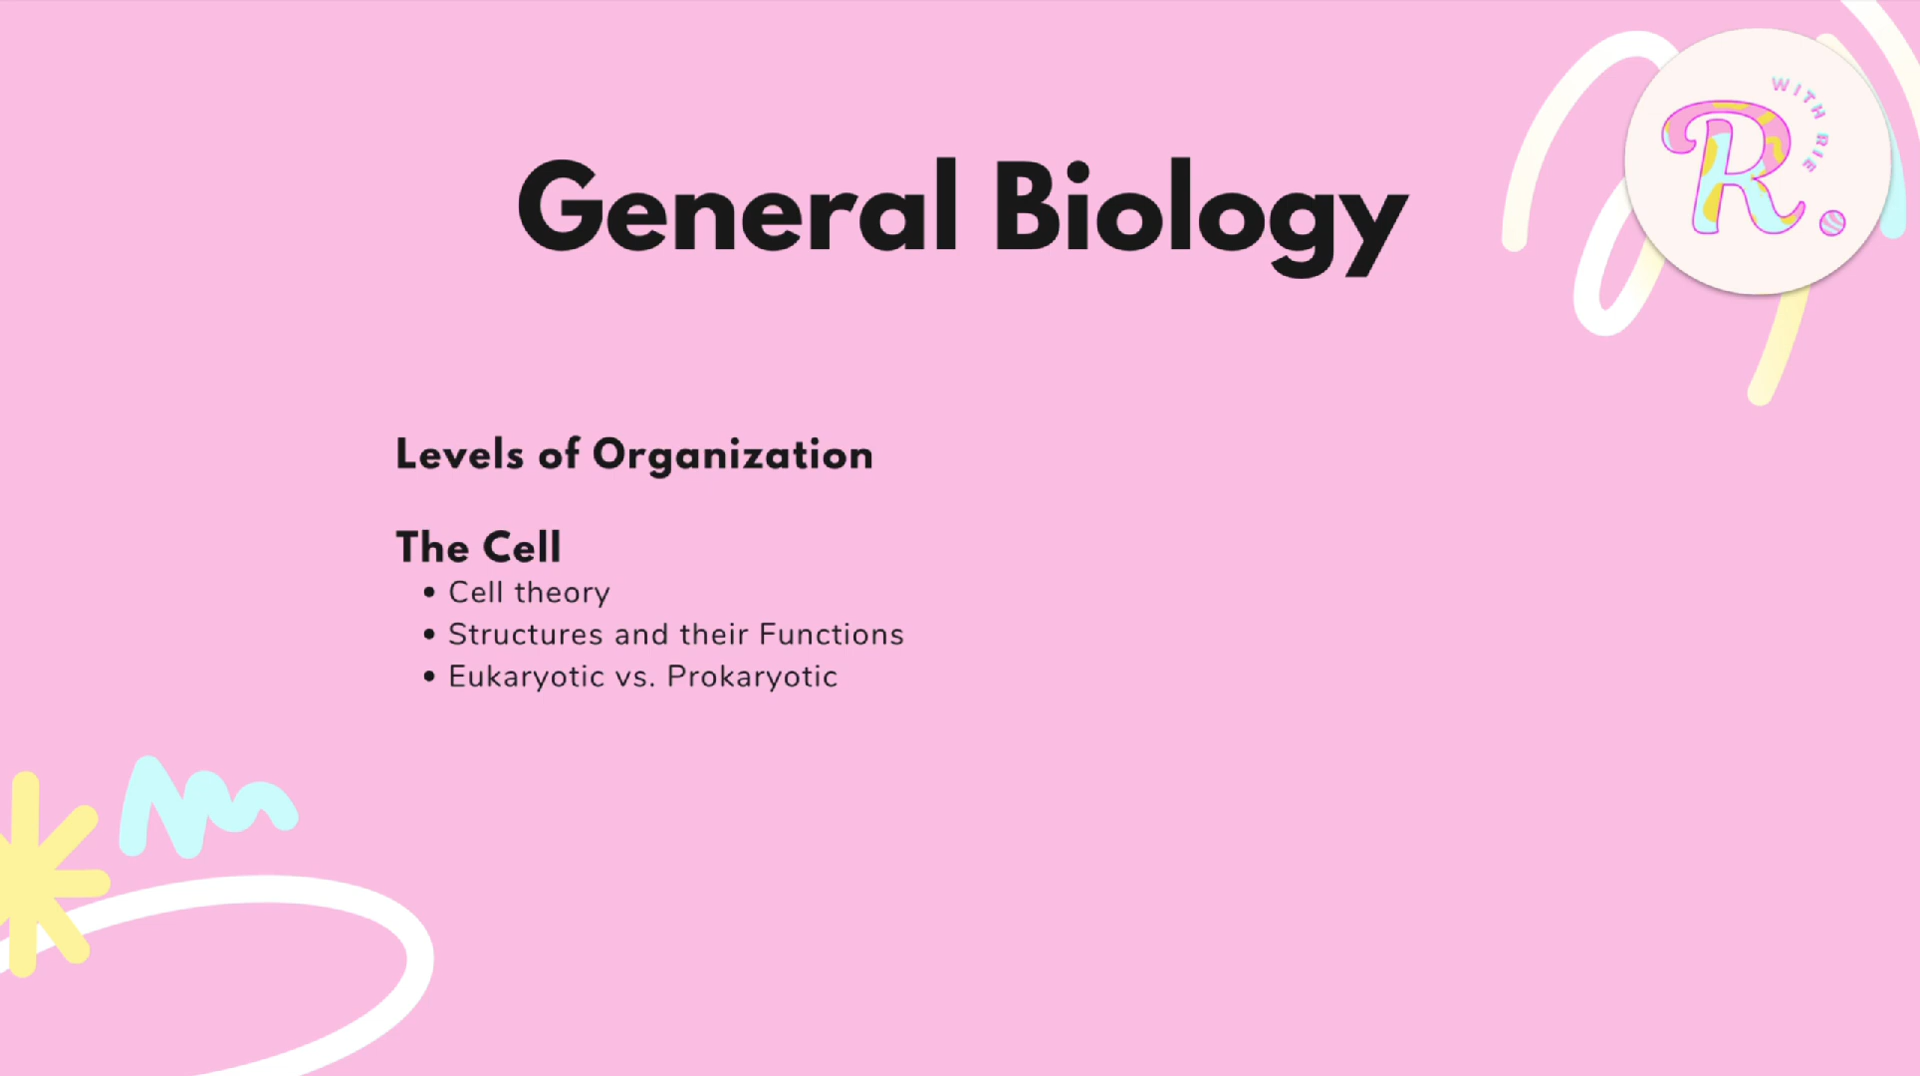 WITH RIE
R.
General Biology
Levels of Organization
The Cell
• Cell theory
• Structures and their Functions
• Eukaryotic vs. Prokaryotic